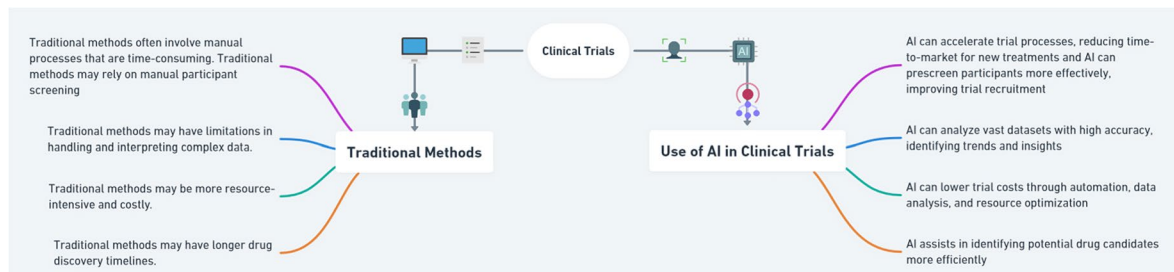 Clinical Trials
AI
Traditional methods often involve manual
processes that are time-consuming. Traditional
methods may rely on manual participant
screening
Traditional methods may have limitations in
handling and interpreting complex data.
Traditional methods may be more resource-
intensive and costly.
Traditional methods may have longer drug
discovery timelines.
Traditional Methods
Use of AI in Clinical Trials
AI can accelerate trial processes, reducing time-
to-market for new treatments and AI can
prescreen participants more effectively,
improving trial recruitment
AI can analyze vast datasets with high accuracy,
identifying trends and insights
AI can lower trial costs through automation, data
analysis, and resource optimization
AI assists in identifying potential drug candidates
more efficiently